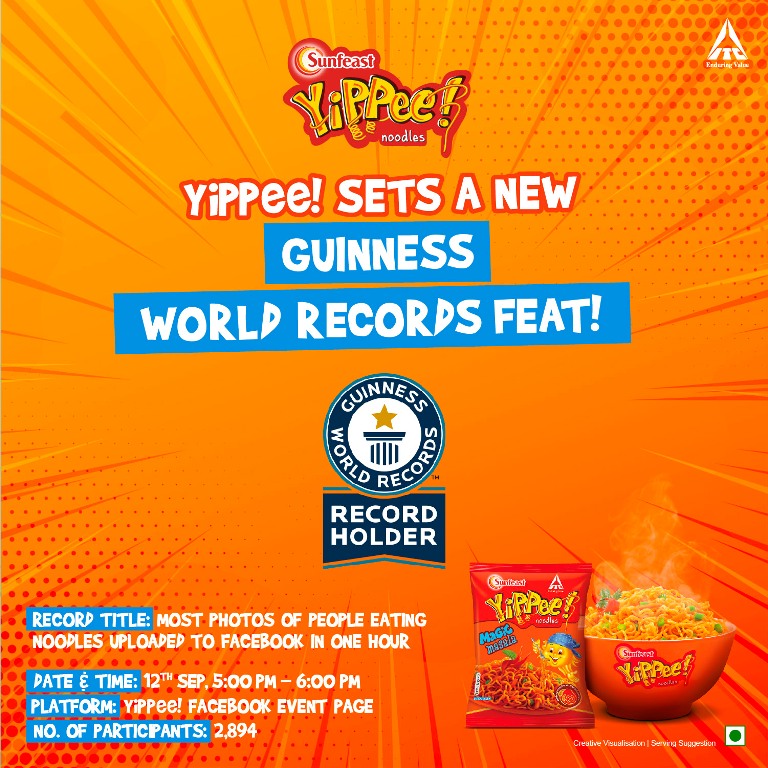 Sunfeast
YiPPee!
noodles
ITC
Enduring Value
YiPPee! SETS A NEW
GUINNESS
WORLD RECORDS FEAT!
GUINNESS
WORLD RECORDS
TM
RECORD
HOLDER
RECORD TITLE: MOST PHOTOS OF PEOPLE EATING
NOODLES UPLOADED TO FACEBOOK IN ONE HOUR
DATE & TIME: 12TH SEP, 5:00 PM – 6:00 PM
PLATFORM: YiPPee! FACEBOOK EVENT PAGE
NO. OF PARTICIPANTS: 2,894
Sunfeast
YiPPee!
noodles
MAGIC
masala
Sunfeast
YiPPee!
noodles
Creative Visualisation | Serving Suggestion